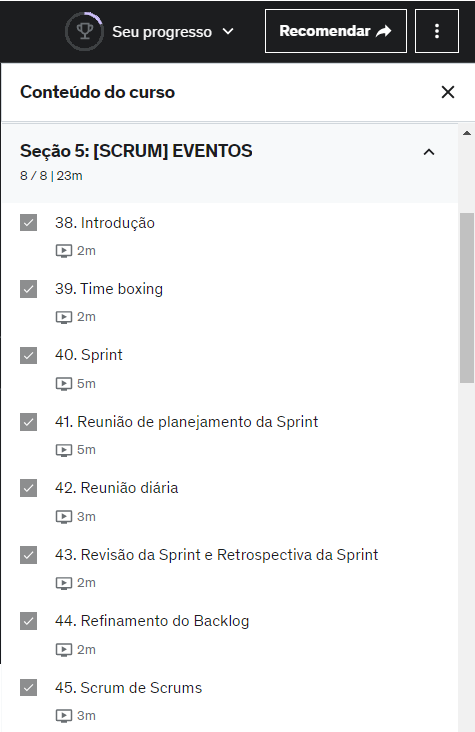 Seu progresso
Recomendar
Conteúdo do curso
Seção 5: [SCRUM] EVENTOS
8 / 8 | 23m
38. Introdução
2m
39. Time boxing
2m
40. Sprint
5m
41. Reunião de planejamento da Sprint
5m
42. Reunião diária
3m
43. Revisão da Sprint e Retrospectiva da Sprint
2m
44. Refinamento do Backlog
2m
45. Scrum de Scrums
3m